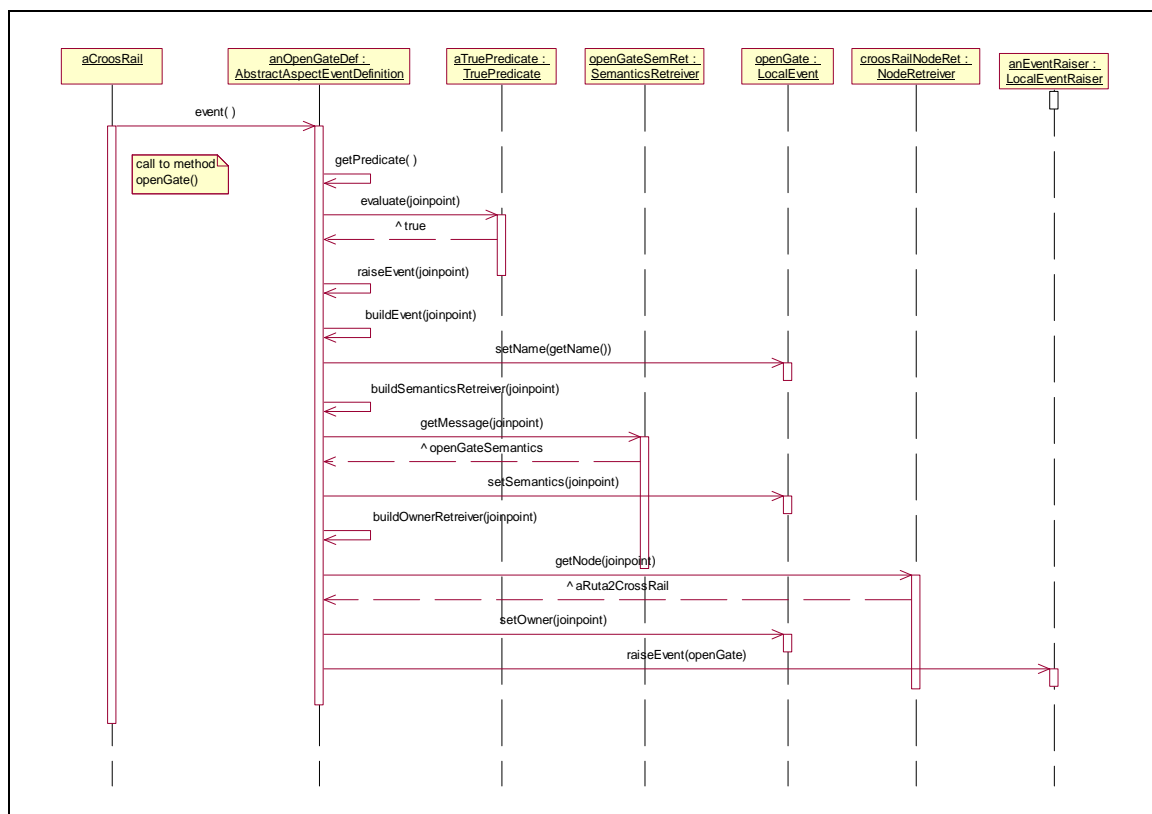 aCroosRail
anOpenGateDef :
AbstractAspectEventDefinition
aTruePredicate :
TruePredicate
openGateSemRet :
SemanticsRetreiver
openGate :
LocalEvent
croosRailNodeRet :
NodeRetreiver
anEventRaiser :
LocalEventRaiser
event( )
call to method
openGate()
getPredicate( )
evaluate(joinpoint)
^ true
raiseEvent(joinpoint)
buildEvent(joinpoint)
setName(getName())
buildSemanticsRetreiver(joinpoint)
getMessage(joinpoint)
^ openGateSemantics
setSemantics(joinpoint)
buildOwnerRetreiver(joinpoint)
getNode(joinpoint)
^ aRuta2CrossRail
setOwner(joinpoint)
raiseEvent(openGate)